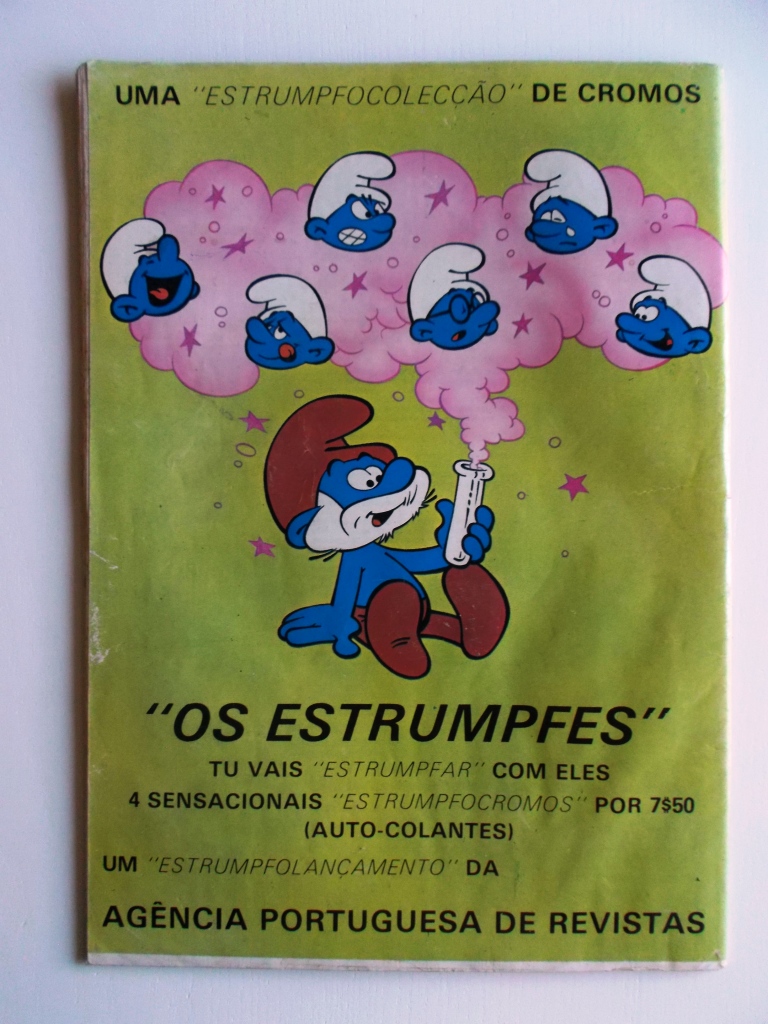 UMA "ESTRUMPFOCOLECÇÃO" DE CROMOS
"OS ESTRUMPFES"
TU VAIS "ESTRUMPFAR" COM ELES
4 SENSACIONAIS "ESTRUMPFOCROMOS" POR 7$50
(AUTO-COLANTES)
UM "ESTRUMPFOLANÇAMENTO" DA
AGÊNCIA PORTUGUESA DE REVISTAS